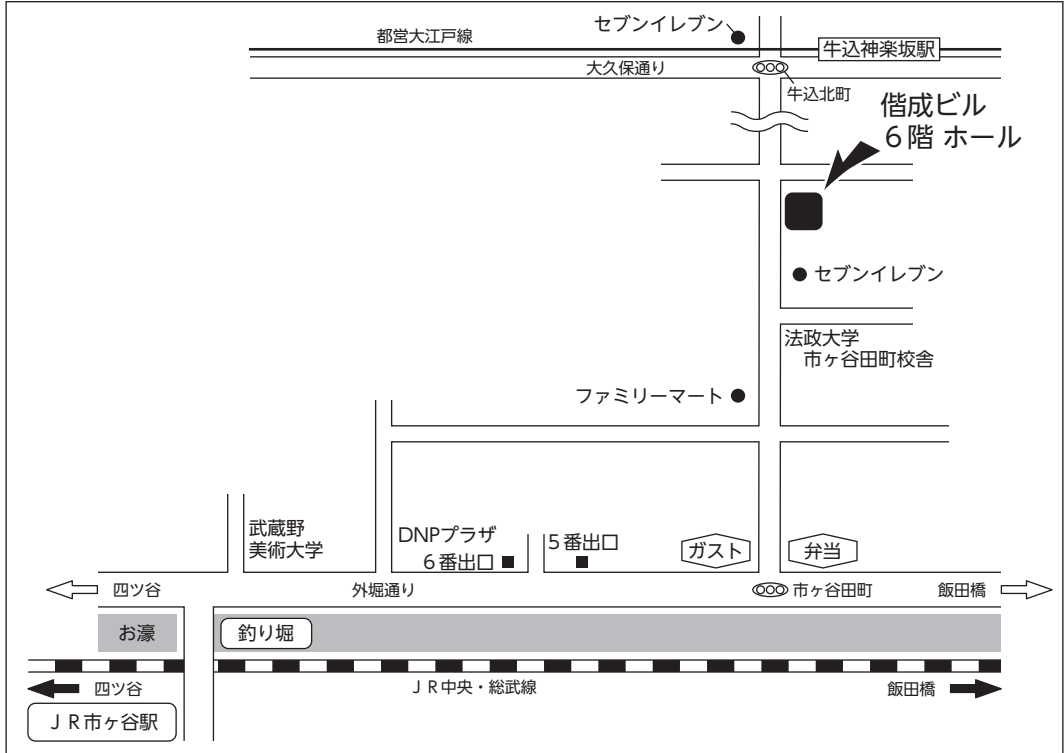 セブンイレブン
都営大江戸線
牛込神楽坂駅
大久保通り
牛込北町
偕成ビル
６階 ホール
セブンイレブン
法政大学
市ヶ谷田町校舎
ファミリーマート
武蔵野
美術大学
DNPプラザ
６番出口
５番出口
ガスト
弁当
四ツ谷
外堀通り
市ヶ谷田町
飯田橋
お濠
釣り堀
四ツ谷
ＪＲ中央・総武線
飯田橋
ＪＲ市ヶ谷駅